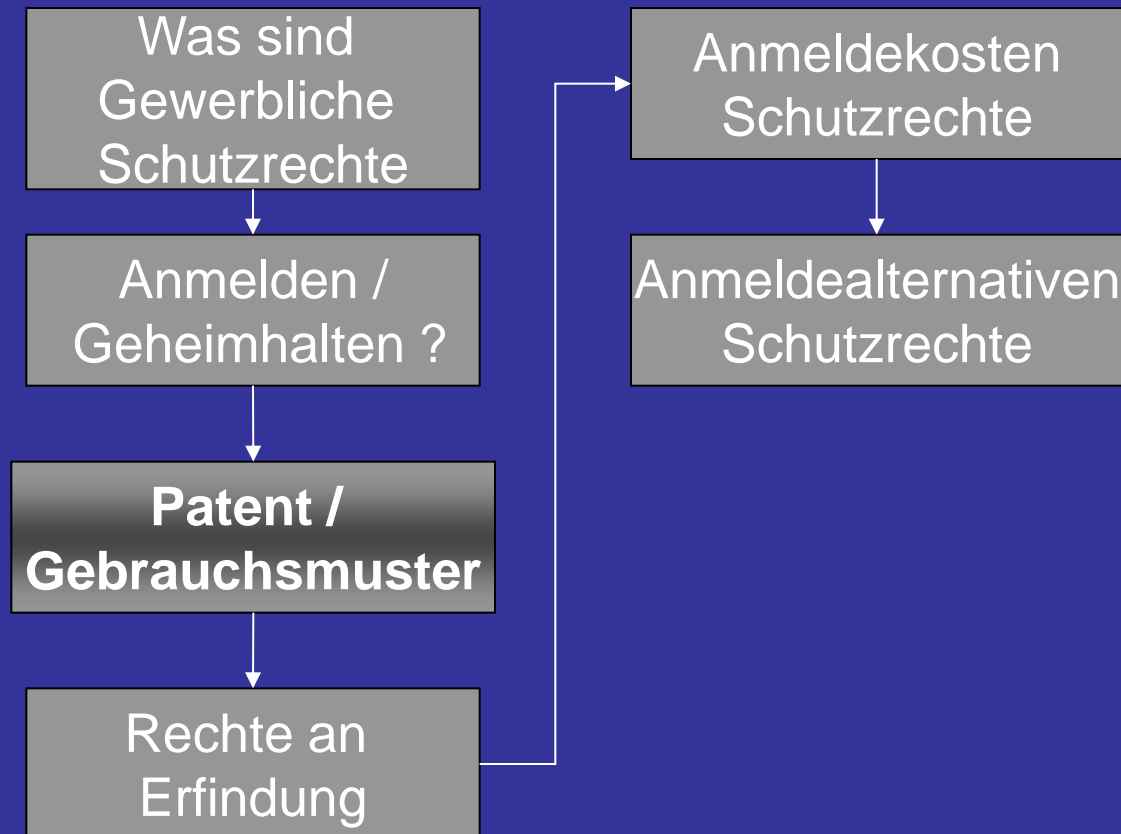 Was sind
Gewerbliche
Schutzrechte
Anmelden /
Geheimhalten ?
Patent /
Gebrauchsmuster
Rechte an
Erfindung
Anmeldekosten
Schutzrechte
Anmeldealternativen
Schutzrechte